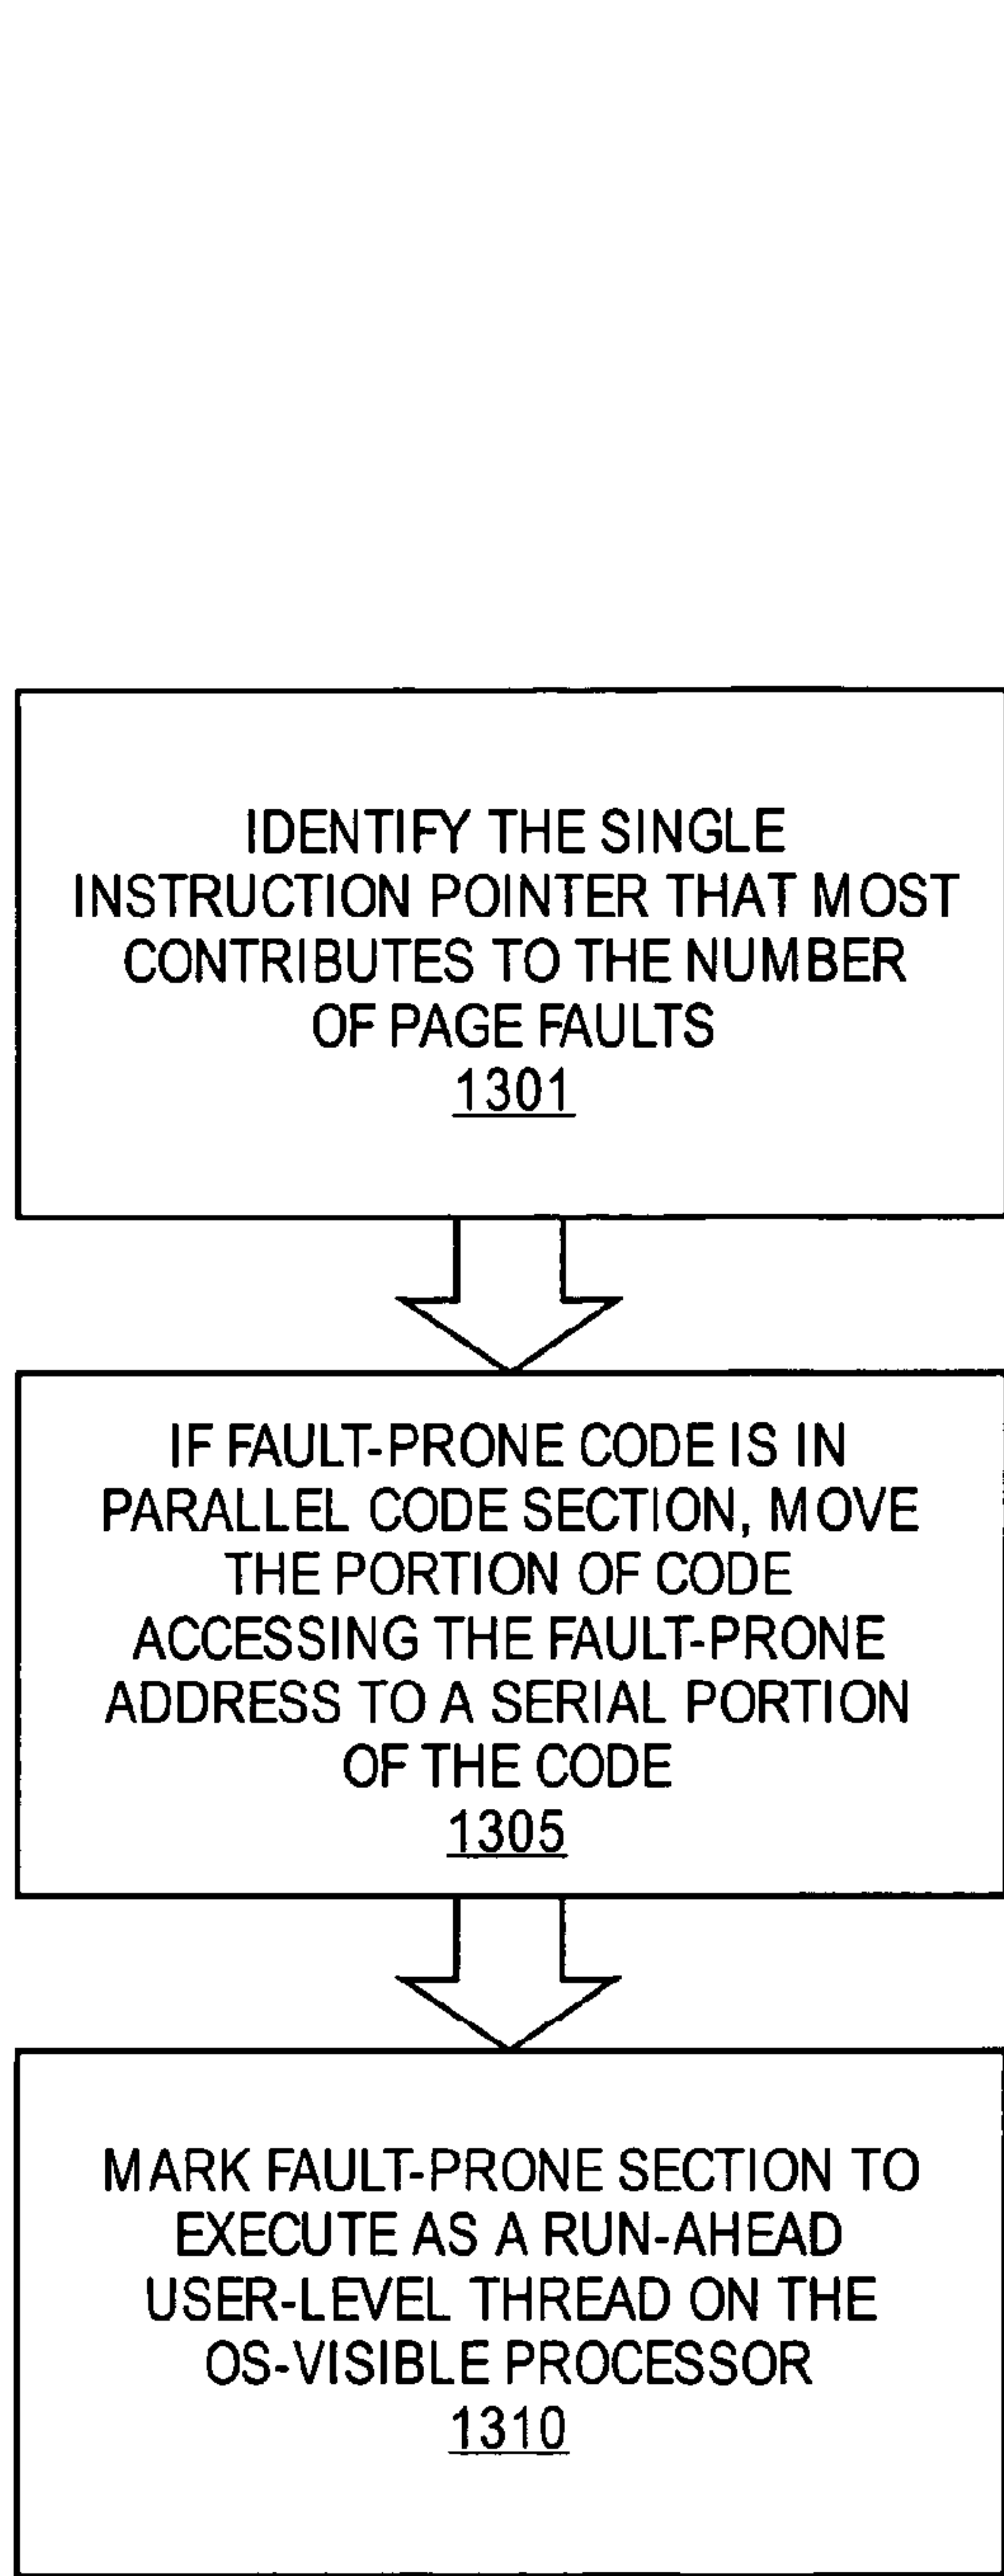 IDENTIFY THE SINGLE
INSTRUCTION POINTER THAT MOST
CONTRIBUTES TO THE NUMBER
OF PAGE FAULTS
1301
IF FAULT-PRONE CODE IS IN
PARALLEL CODE SECTION, MOVE
THE PORTION OF CODE
ACCESSING THE FAULT-PRONE
ADDRESS TO A SERIAL PORTION
OF THE CODE
1305
MARK FAULT-PRONE SECTION TO
EXECUTE AS A RUN-AHEAD
USER-LEVEL THREAD ON THE
OS-VISIBLE PROCESSOR
1310